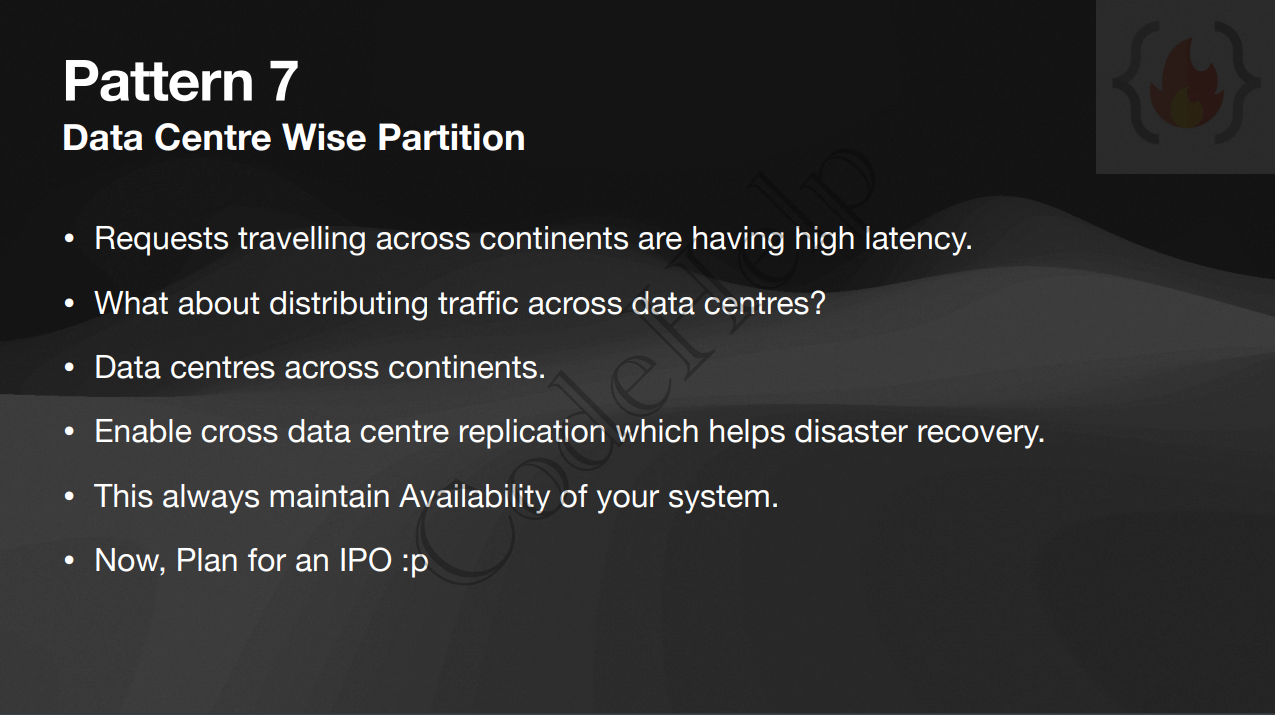 Pattern 7
Data Centre Wise Partition
• Requests travelling across continents are having high latency.
• What about distributing traffic across data centres?
• Data centres across continents.
• Enable cross data centre replication which helps disaster recovery.
• This always maintain Availability of your system.
• Now, Plan for an IPO :p
CodeHelp